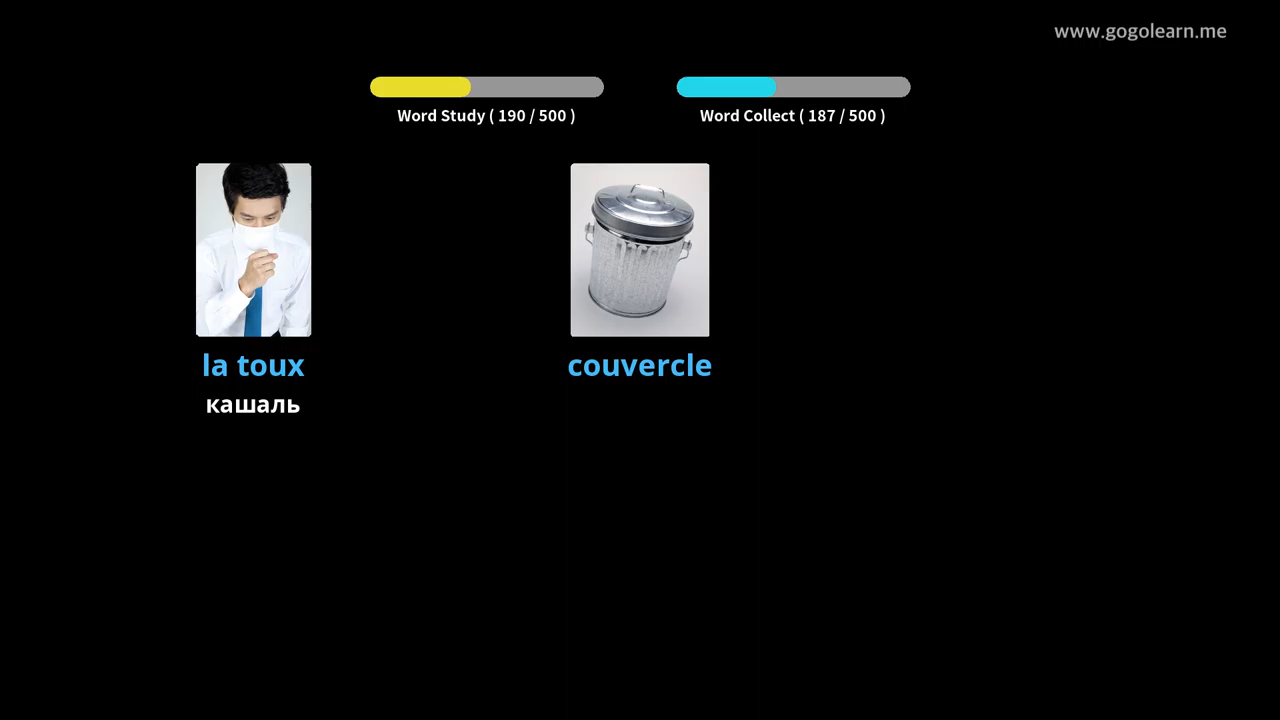 www.gogolearn.me
Word Study ( 190 / 500 )
Word Collect ( 187 / 500 )
la toux
couvercle
кашаль